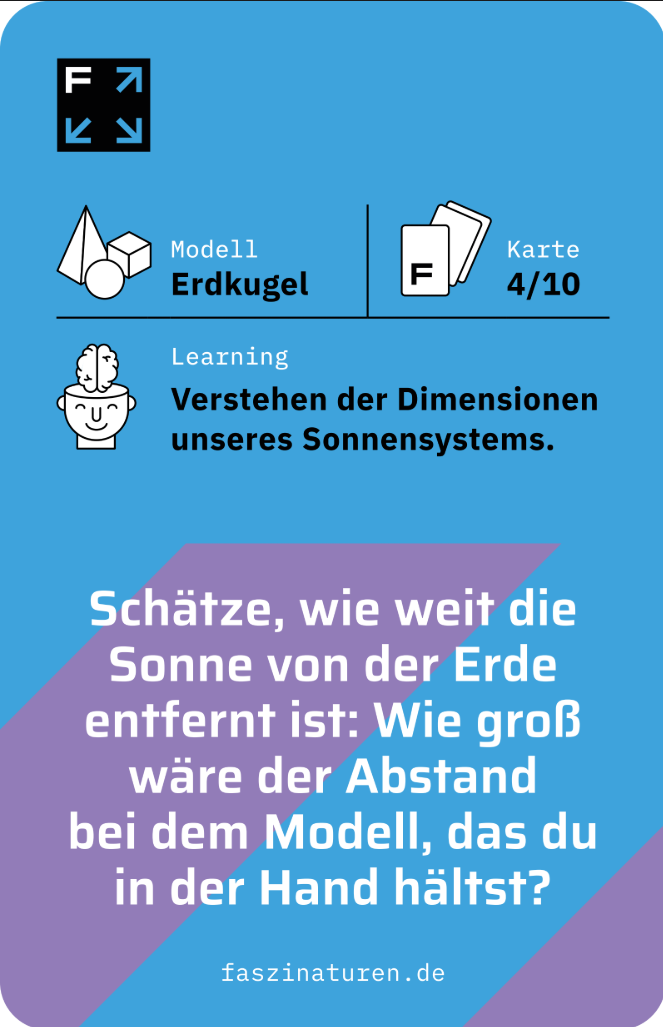 F
Modell
Erdkugel
F
Karte
4/10
Learning
Verstehen der Dimensionen
unseres Sonnensystems.
Schätze, wie weit die
Sonne von der Erde
entfernt ist: Wie groß
wäre der Abstand
bei dem Modell, das du
in der Hand hältst?
faszinaturen.de